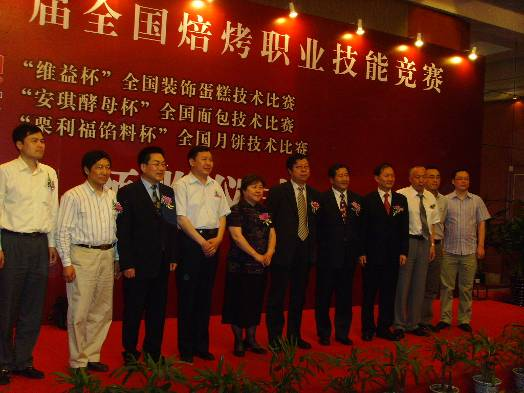 届全国焙烤职业技能竞赛
“维益杯”全国装饰蛋糕技术比赛
“安琪酵母杯”全国面包技术比赛
“栗利福馅料杯”全国月饼技术比赛